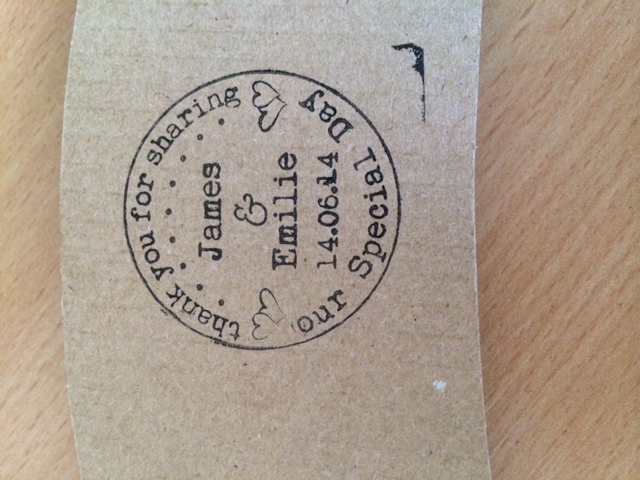 thank you for sharing
James
&
Emilie
14.06.14
our Special Day